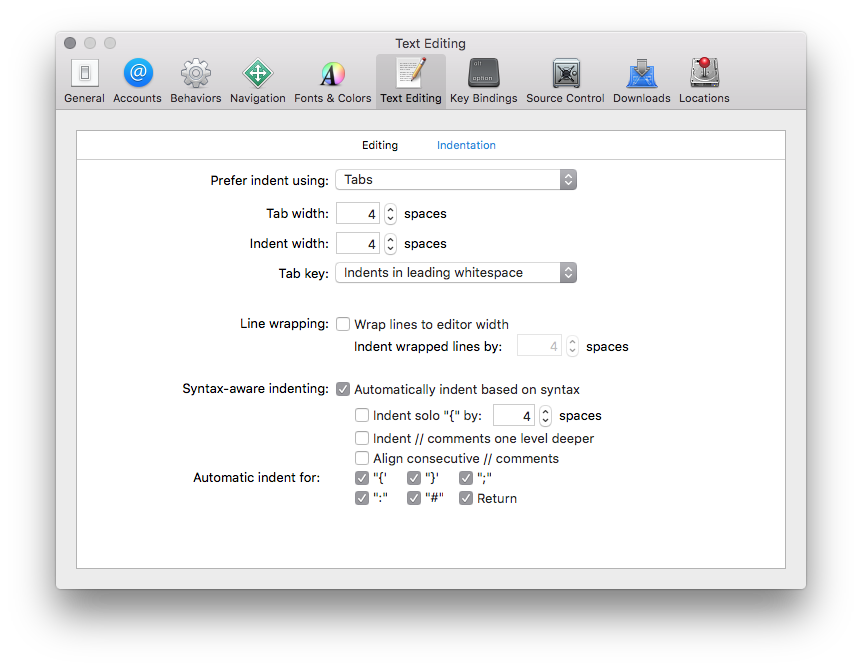 Text Editing
General Accounts Behaviors Navigation Fonts & Colors Text Editing Key Bindings Source Control Downloads Locations
Editing Indentation
Prefer indent using: Tabs
Tab width: 4 spaces
Indent width: 4 spaces
Tab key: Indents in leading whitespace
Line wrapping: Wrap lines to editor width
Indent wrapped lines by: 4 spaces
Syntax-aware indenting: Automatically indent based on syntax
Indent solo "{" by: 4 spaces
Indent // comments one level deeper
Align consecutive // comments
Automatic indent for: "{' "}' ";"
":" "#" Return